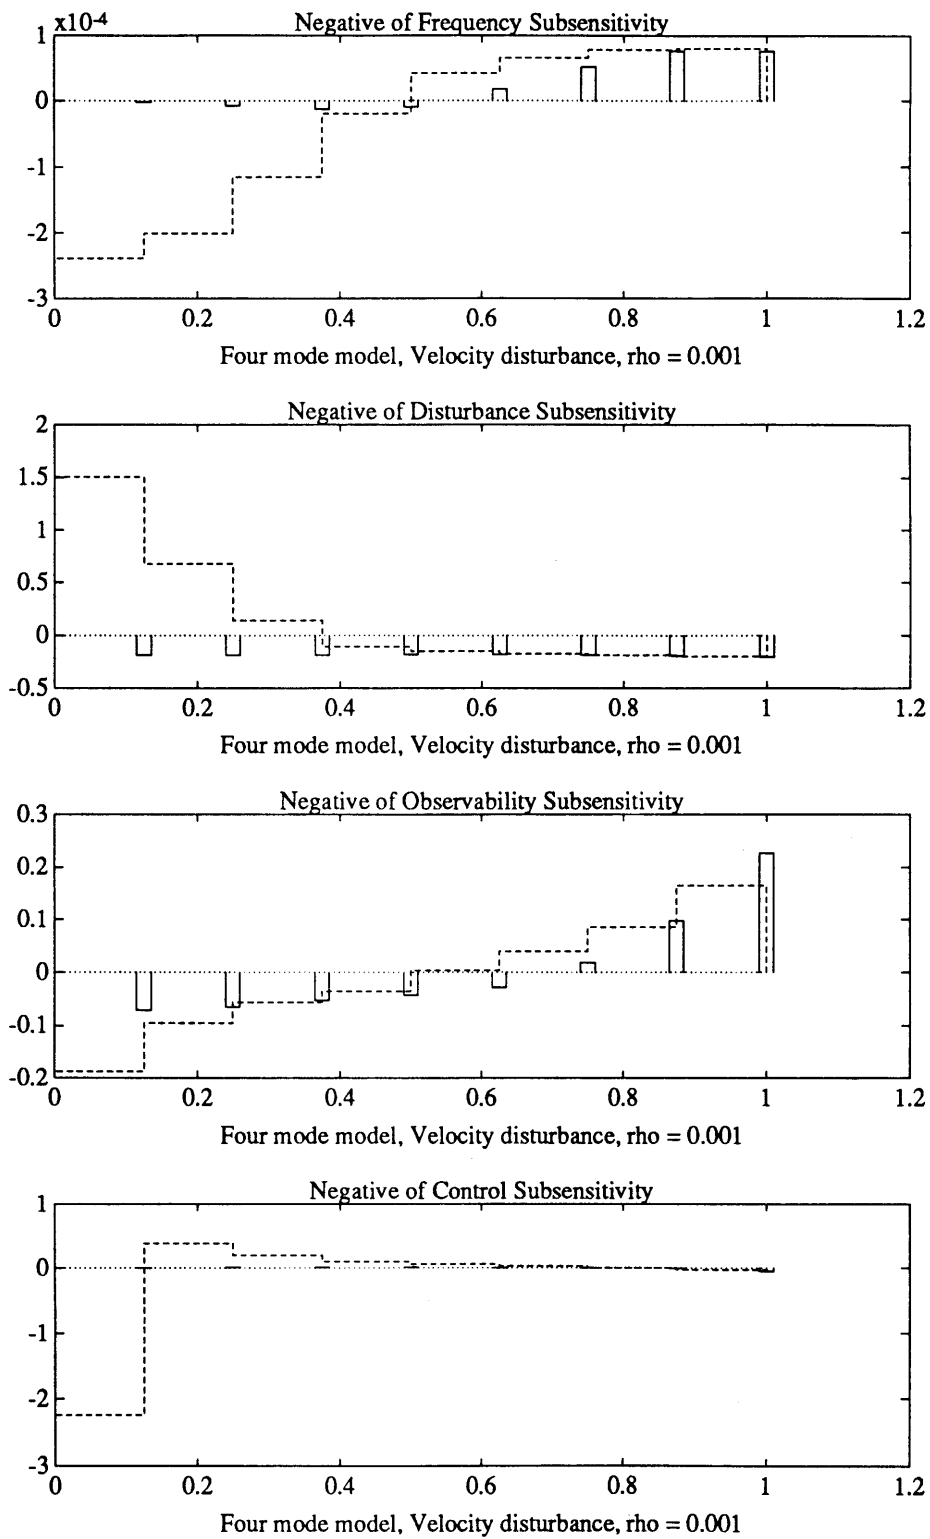 x10-4 Negative of Frequency Subsensitivity
1
0
-1
-2
-3
0 0.2 0.4 0.6 0.8 1 1.2
Four mode model, Velocity disturbance, rho = 0.001
Negative of Disturbance Subsensitivity
2
1.5
1
0.5
0
-0.5
0 0.2 0.4 0.6 0.8 1 1.2
Four mode model, Velocity disturbance, rho = 0.001
Negative of Observability Subsensitivity
0.3
0.2
0.1
0
-0.1
-0.2
0 0.2 0.4 0.6 0.8 1 1.2
Four mode model, Velocity disturbance, rho = 0.001
Negative of Control Subsensitivity
1
0
-1
-2
-3
0 0.2 0.4 0.6 0.8 1 1.2
Four mode model, Velocity disturbance, rho = 0.001